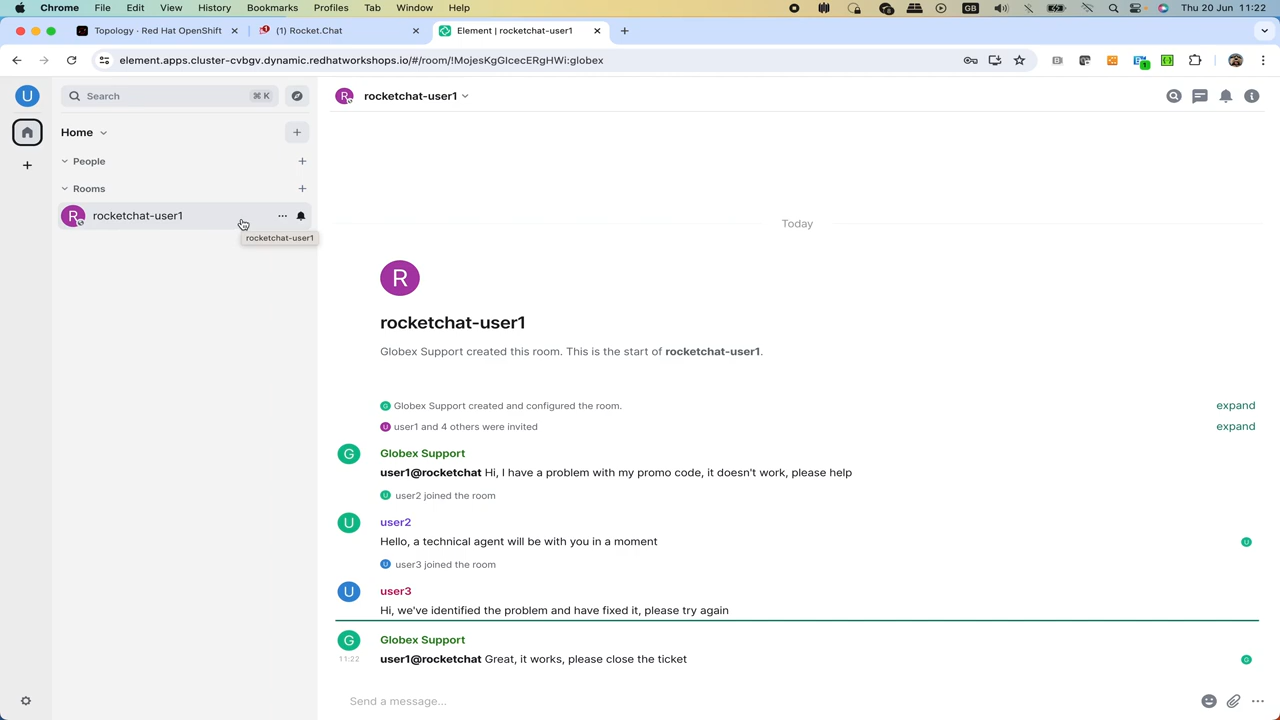 Chrome File Edit View History Bookmarks Profiles Tab Window Help GB Thu 20 Jun 11:22
Topology · Red Hat OpenShift (1) Rocket.Chat Element | rocketchat-user1
element.apps.cluster-cvbgv.dynamic.redhatworkshops.io/#/room/!MojesKgGIcecERgHWi:globex
U Search ⌘ K R rocketchat-user1
Home
People
Rooms
R rocketchat-user1
rocketchat-user1
Today
R
rocketchat-user1
Globex Support created this room. This is the start of rocketchat-user1.
G Globex Support created and configured the room. expand
U user1 and 4 others were invited expand
G Globex Support
user1@rocketchat Hi, I have a problem with my promo code, it doesn't work, please help
U user2 joined the room
U user2
Hello, a technical agent will be with you in a moment U
U user3 joined the room
U user3
Hi, we've identified the problem and have fixed it, please try again
G Globex Support
11:22 user1@rocketchat Great, it works, please close the ticket G
Send a message...